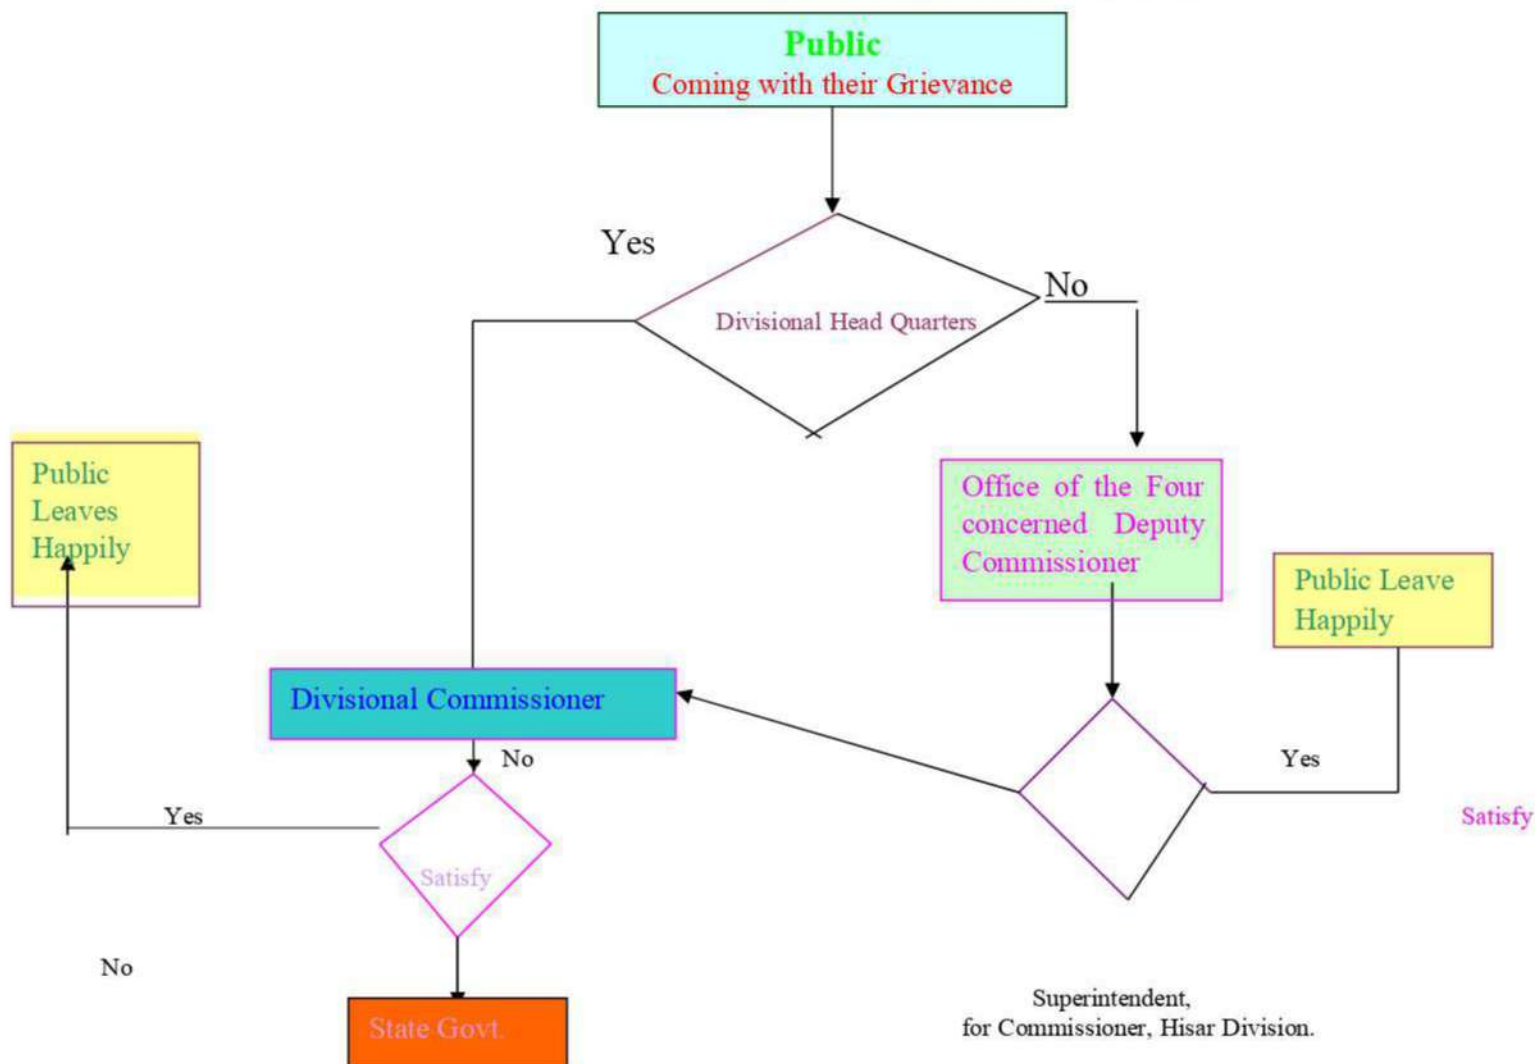 Public
Coming with their Grievance
Yes
No
Divisional Head Quarters
Public
Leaves
Happily
Office of the Four
concerned Deputy
Commissioner
Public Leave
Happily
Divisional Commissioner
No
Yes
Yes
Satisfy
Satisfy
No
Superintendent,
for Commissioner, Hisar Division.
State Govt.